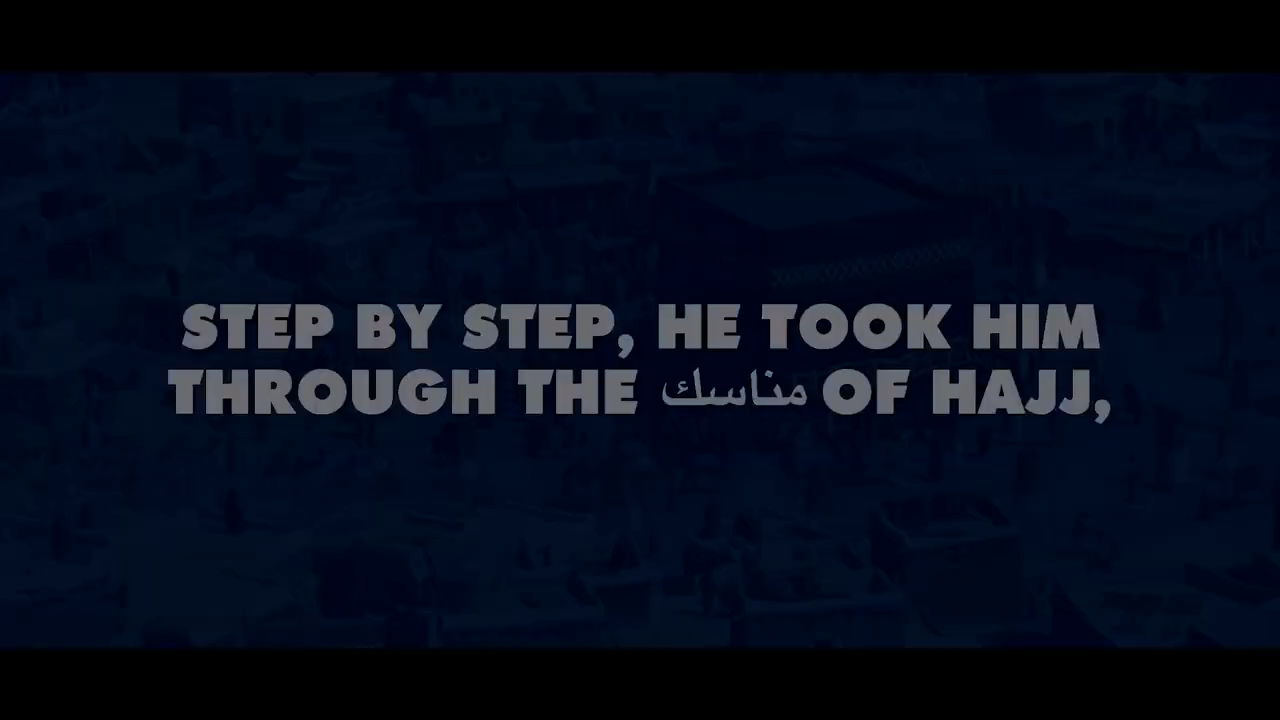 STEP BY STEP, HE TOOK HIM
THROUGH THE مناسك OF HAJJ,